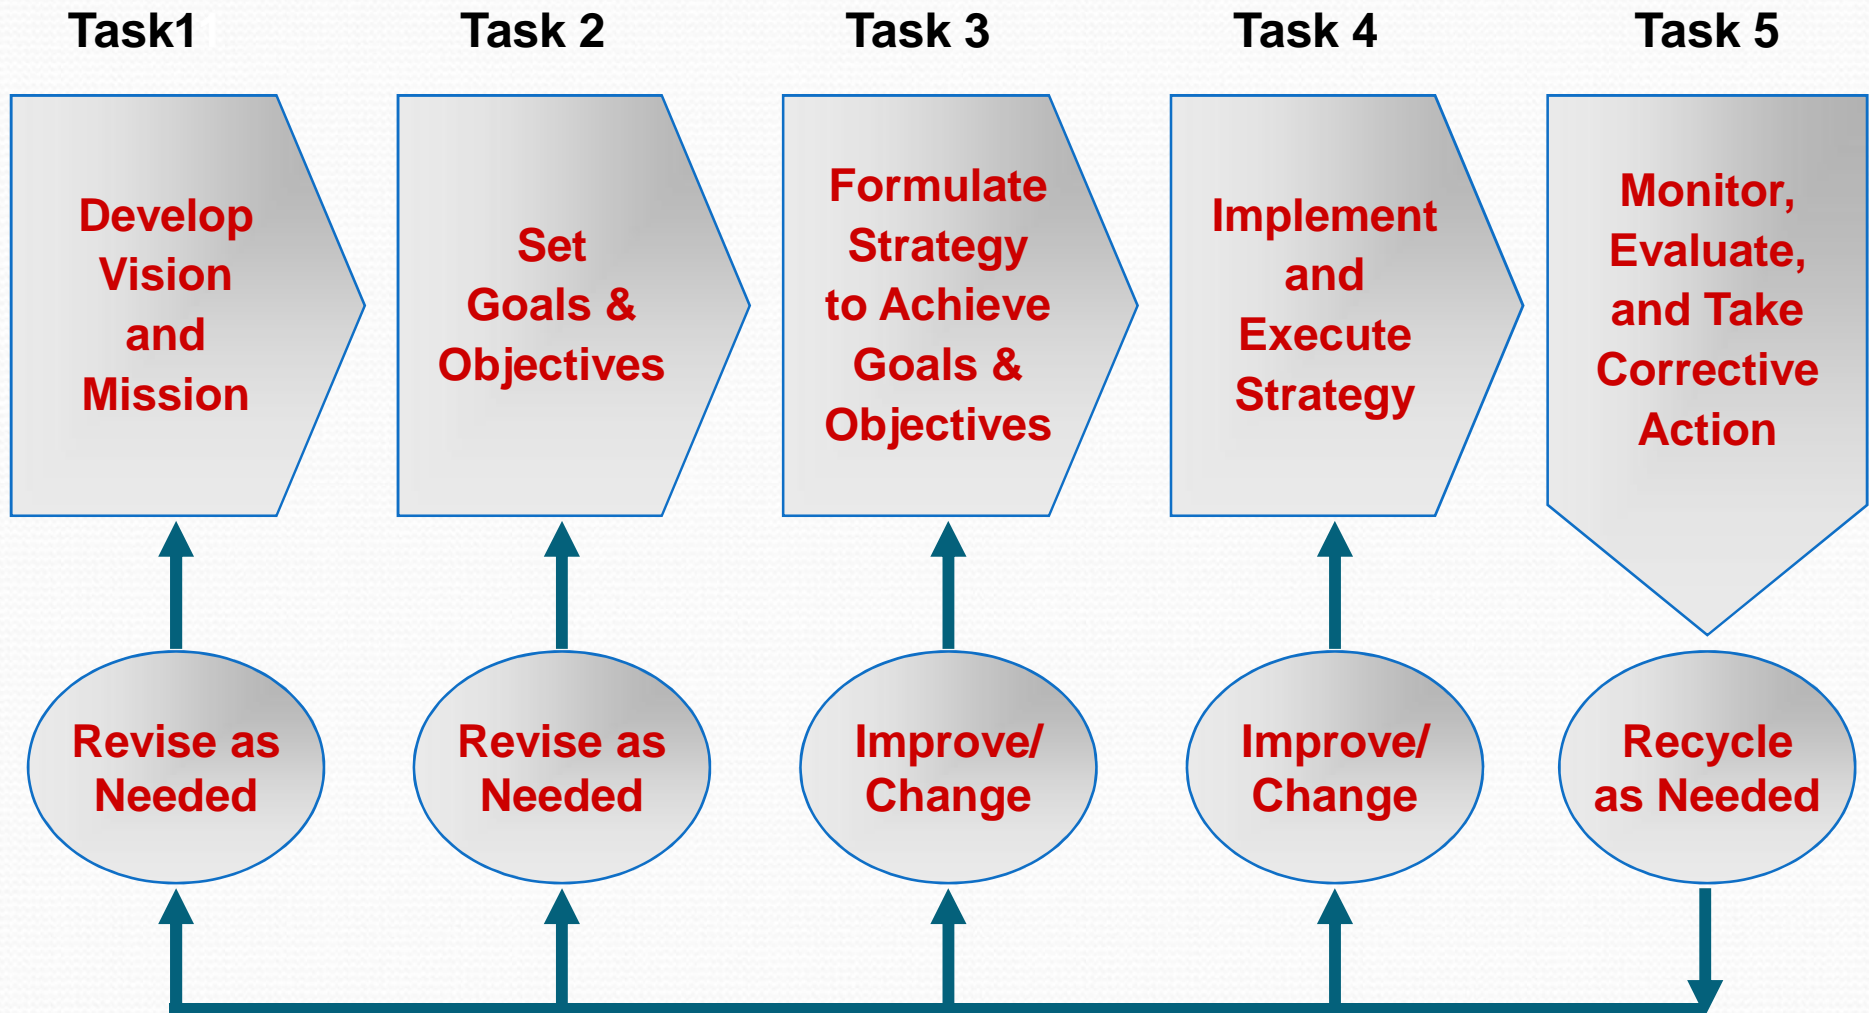 Task1
Task 2
Task 3
Task 4
Task 5
Develop
Vision
and
Mission
Set
Goals &
Objectives
Formulate
Strategy
to Achieve
Goals &
Objectives
Implement
and
Execute
Strategy
Monitor,
Evaluate,
and Take
Corrective
Action
Revise as
Needed
Revise as
Needed
Improve/
Change
Improve/
Change
Recycle
as Needed